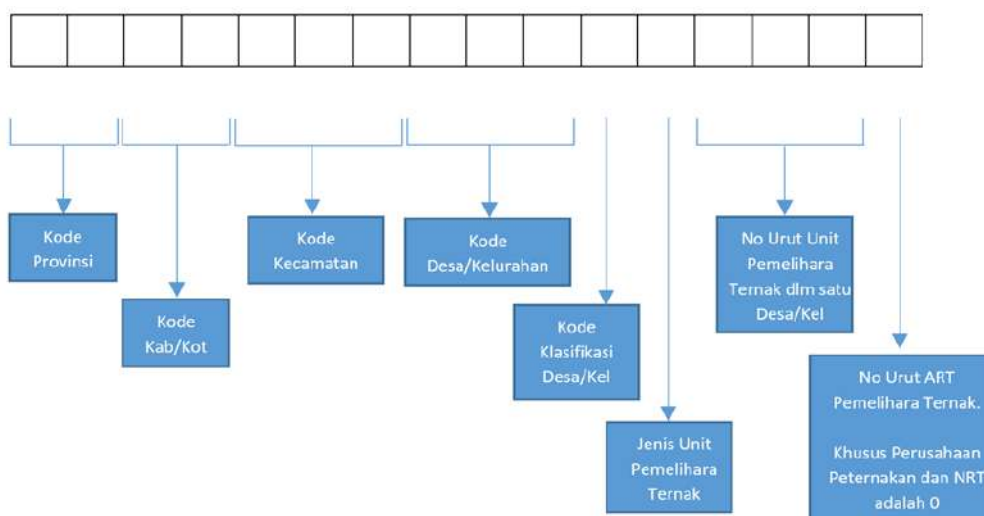 Kode
Provinsi
Kode
Kab/Kot
Kode
Kecamatan
Kode
Desa/Kelurahan
Kode
Klasifikasi
Desa/Kel
Jenis Unit
Pemelihara
Ternak
No Urut Unit
Pemelihara
Ternak dlm satu
Desa/Kel
No Urut ART
Pemelihara Ternak.
Khusus Perusahaan
Peternakan dan NRT
adalah 0